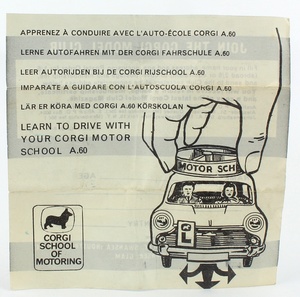 APPRENEZ À CONDUIRE AVEC L'AUTO-ÉCOLE CORGI A.60
LERNE AUTOFAHREN MIT DER CORGI FAHRSCHULE A.60
LEER AUTORIJDEN BIJ DE CORGI RIJSCHOOL A.60
IMPARATE A GUIDARE CON L'AUTOSCUOLA CORGI A.60
LÄR ER KÖRA MED CORGI A.60 KÖRSKOLAN
LEARN TO DRIVE WITH
YOUR CORGI MOTOR
SCHOOL A.60
MOTOR SCH
L
CORGI
SCHOOL
OF
MOTORING